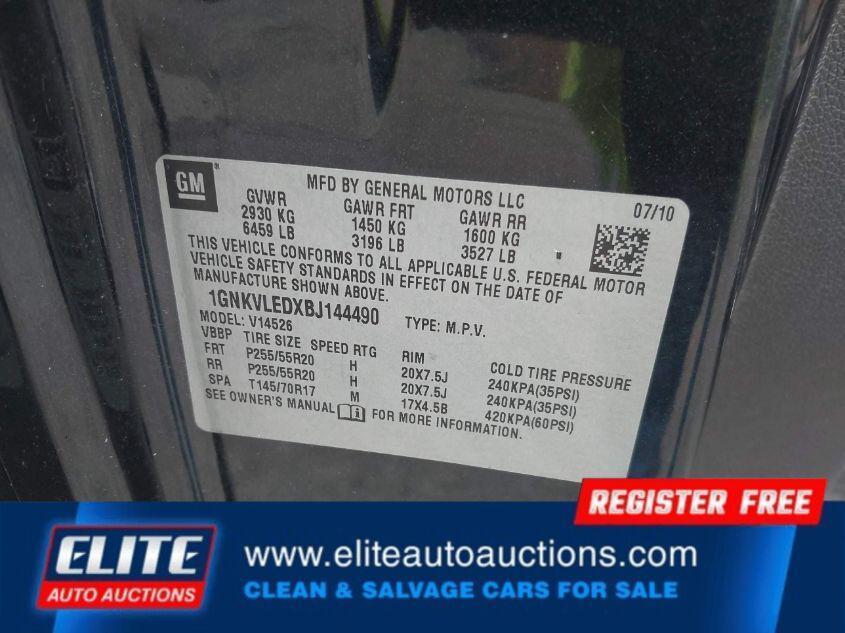 GM
MFD BY GENERAL MOTORS LLC
07/10
GVWR GAWR FRT GAWR RR
2930 KG 1450 KG 1600 KG
6459 LB 3196 LB 3527 LB
THIS VEHICLE CONFORMS TO ALL APPLICABLE U.S. FEDERAL MOTOR
VEHICLE SAFETY STANDARDS IN EFFECT ON THE DATE OF
MANUFACTURE SHOWN ABOVE.
1GNKVLEDXBJ144490 TYPE: M.P.V.
MODEL: V14526
VBBP TIRE SIZE SPEED RTG RIM COLD TIRE PRESSURE
FRT P255/55R20 H 20X7.5J 240KPA(35PSI)
RR P255/55R20 H 20X7.5J 240KPA(35PSI)
SPA T145/70R17 M 17X4.5B 420KPA(60PSI)
SEE OWNER'S MANUAL FOR MORE INFORMATION.
REGISTER FREE
ELITE
AUTO AUCTIONS
www.eliteautoauctions.com
CLEAN & SALVAGE CARS FOR SALE